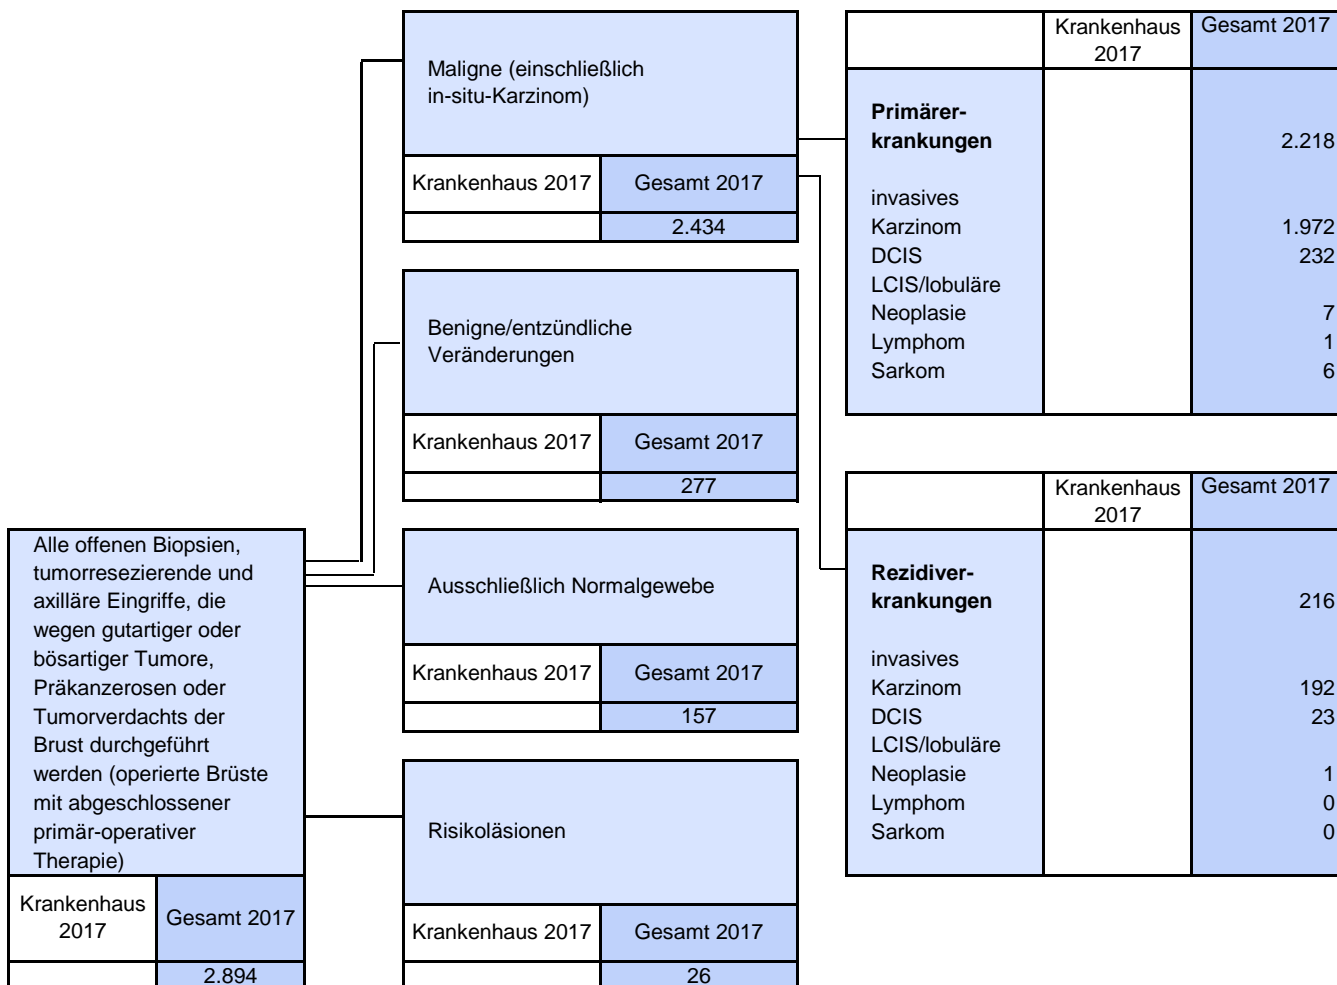 Maligne (einschließlich
in-situ-Karzinom)
Krankenhaus 2017 Gesamt 2017
2.434
Benigne/entzündliche
Veränderungen
Krankenhaus 2017 Gesamt 2017
277
Ausschließlich Normalgewebe
Krankenhaus 2017 Gesamt 2017
157
Risikoläsionen
Krankenhaus 2017 Gesamt 2017
26
Alle offenen Biopsien,
tumorresezierende und
axilläre Eingriffe, die
wegen gutartiger oder
bösartiger Tumore,
Präkanzerosen oder
Tumorverdachts der
Brust durchgeführt
werden (operierte Brüste
mit abgeschlossener
primär-operativer
Therapie)
Krankenhaus
2017
Gesamt 2017
2.894
Krankenhaus
2017
Gesamt 2017
Primärer-
krankungen 2.218
invasives
Karzinom 1.972
DCIS 232
LCIS/lobuläre
Neoplasie 7
Lymphom 1
Sarkom 6
Krankenhaus
2017
Gesamt 2017
Rezidiver-
krankungen 216
invasives
Karzinom 192
DCIS 23
LCIS/lobuläre
Neoplasie 1
Lymphom 0
Sarkom 0